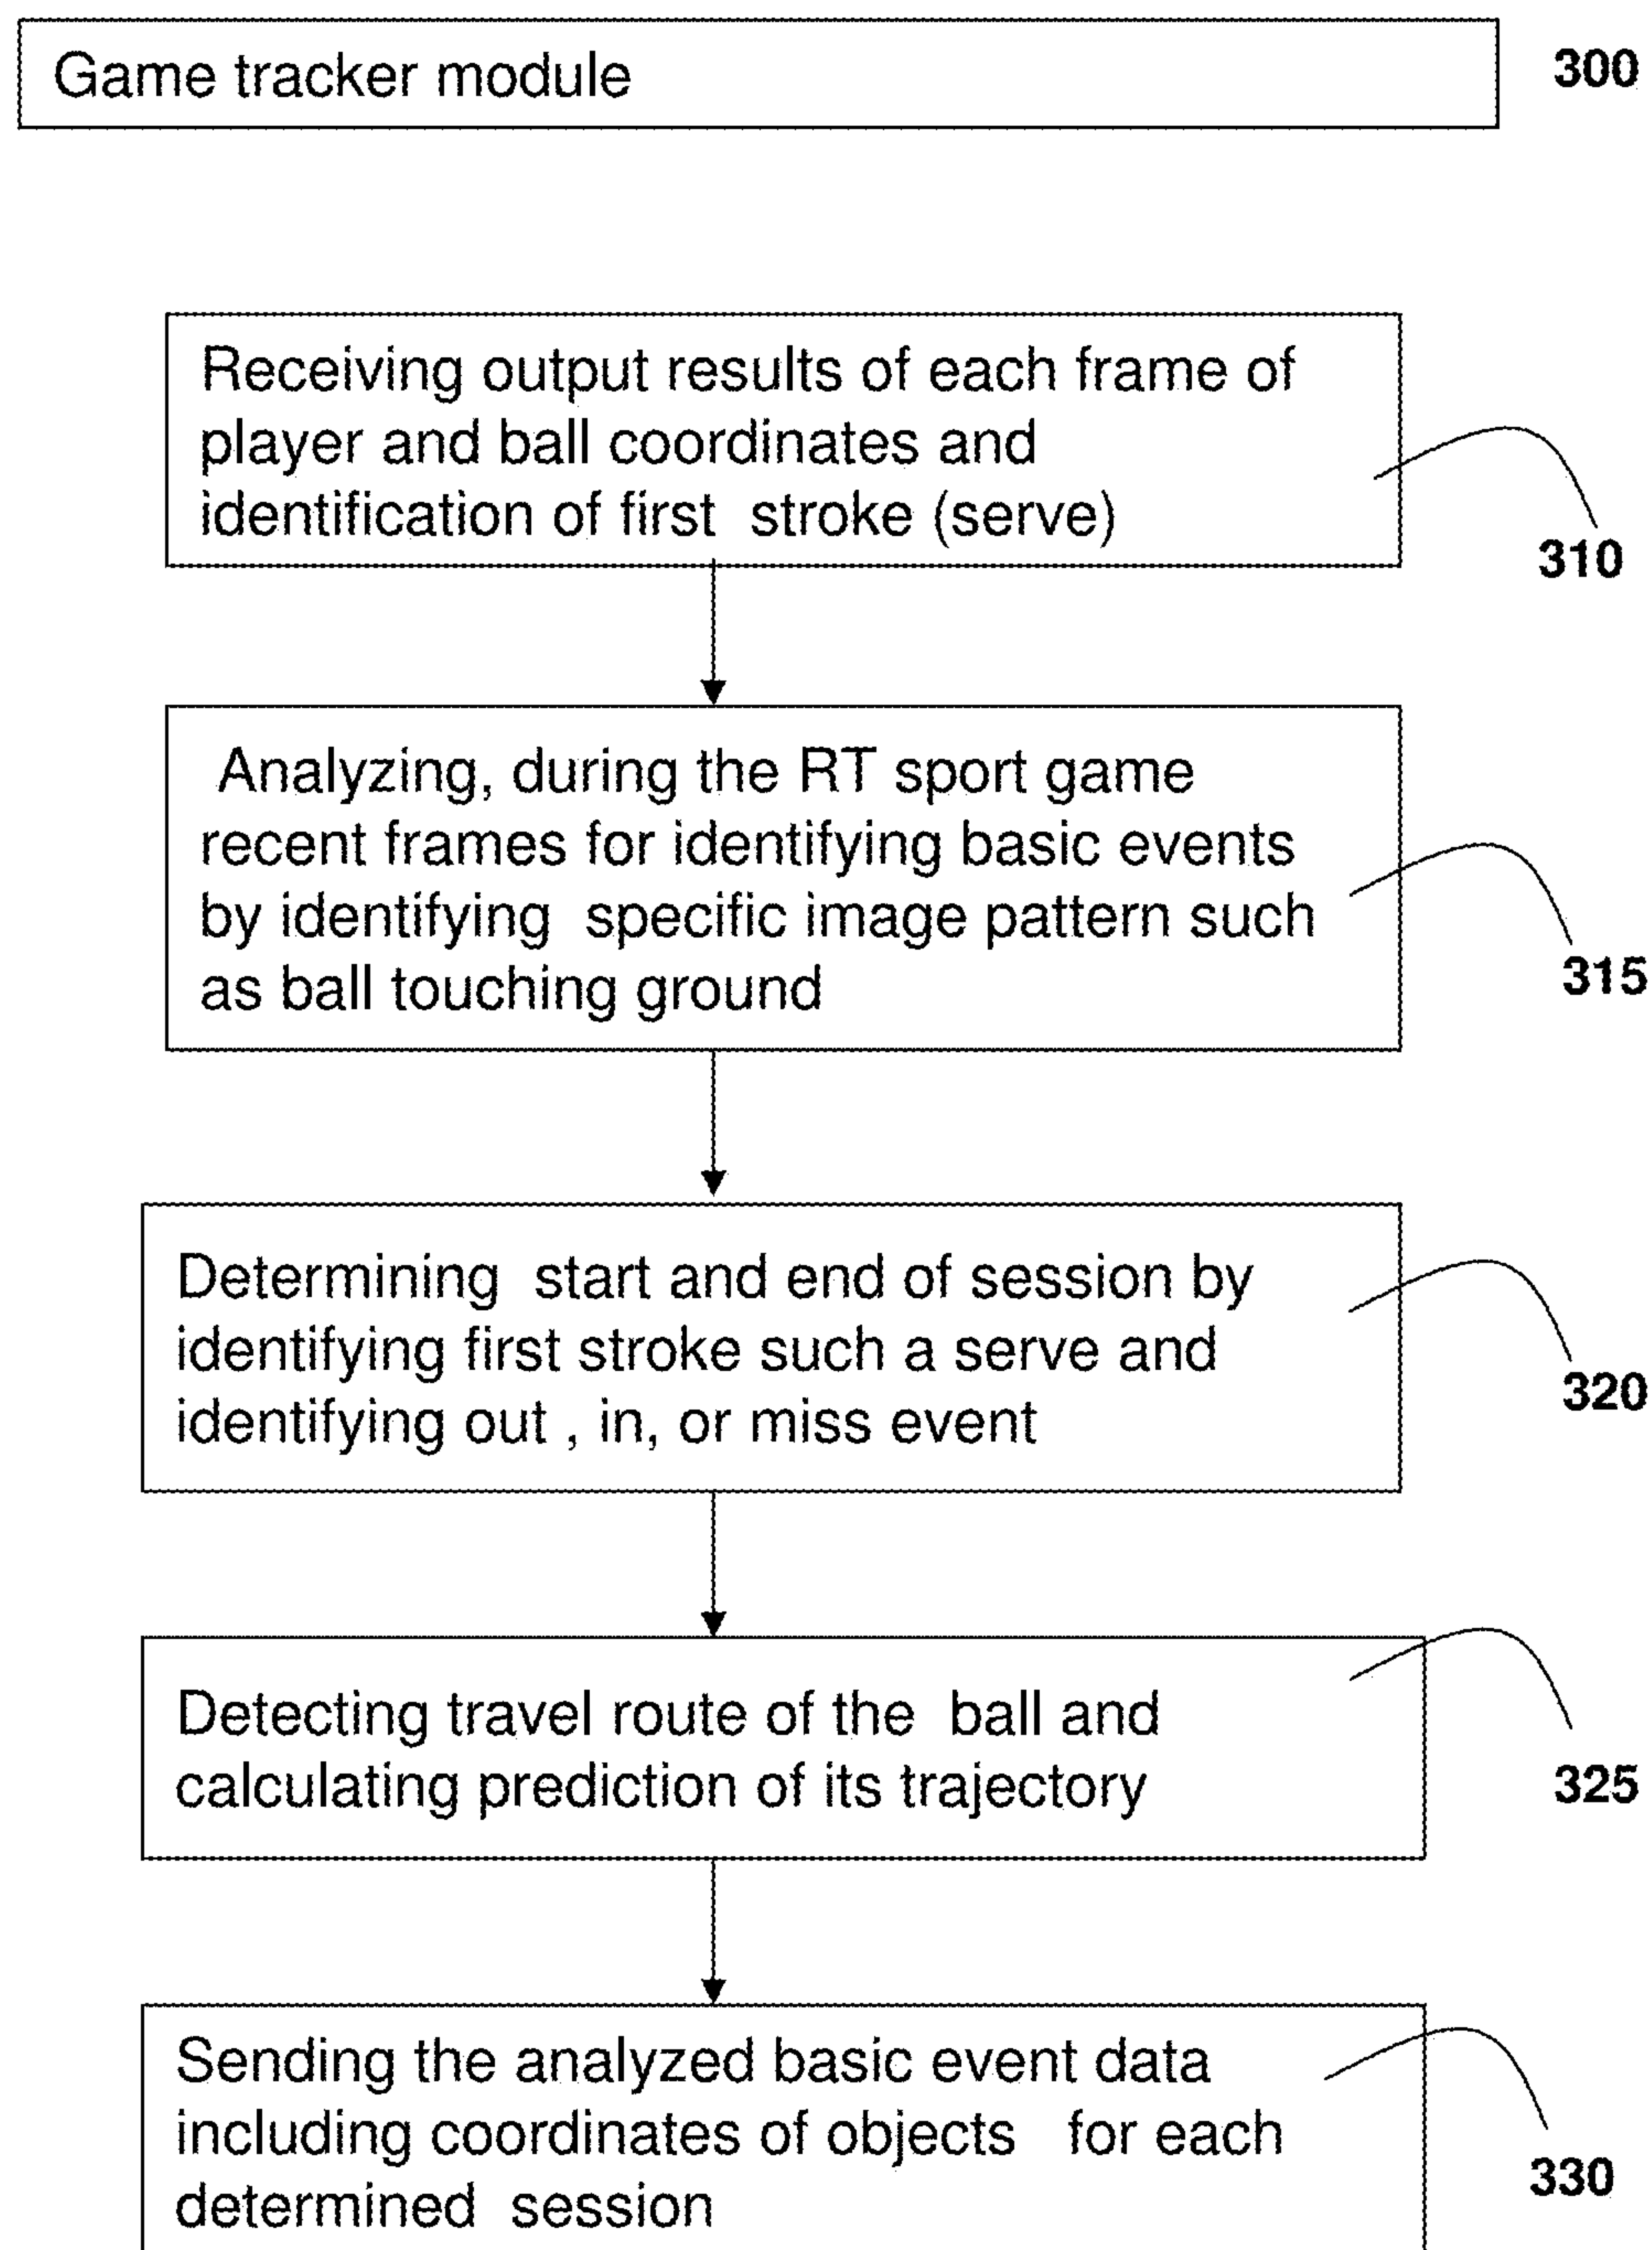 Game tracker module
300
Receiving output results of each frame of
player and ball coordinates and
identification of first stroke (serve)
310
Analyzing, during the RT sport game
recent frames for identifying basic events
by identifying specific image pattern such
as ball touching ground
315
Determining start and end of session by
identifying first stroke such a serve and
identifying out , in, or miss event
320
Detecting travel route of the ball and
calculating prediction of its trajectory
325
Sending the analyzed basic event data
including coordinates of objects for each
determined session
330